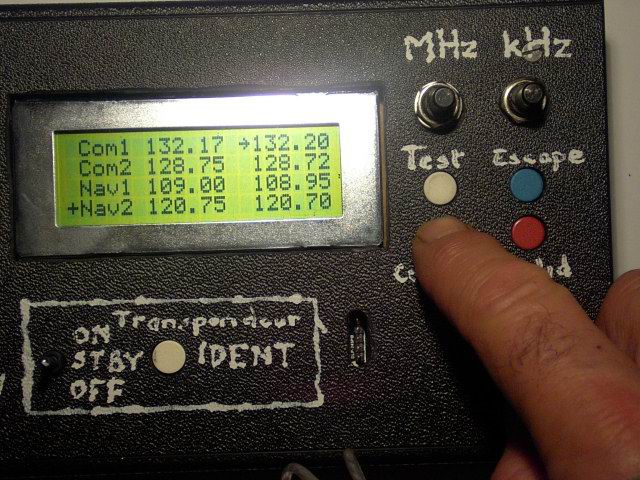 MHz kHz
Com1 132.17 →132.20
Com2 128.75 128.72
Nav1 109.00 108.95
+Nav2 120.75 120.70
Test Escape
Transpondeur
ON
STBY IDENT
OFF